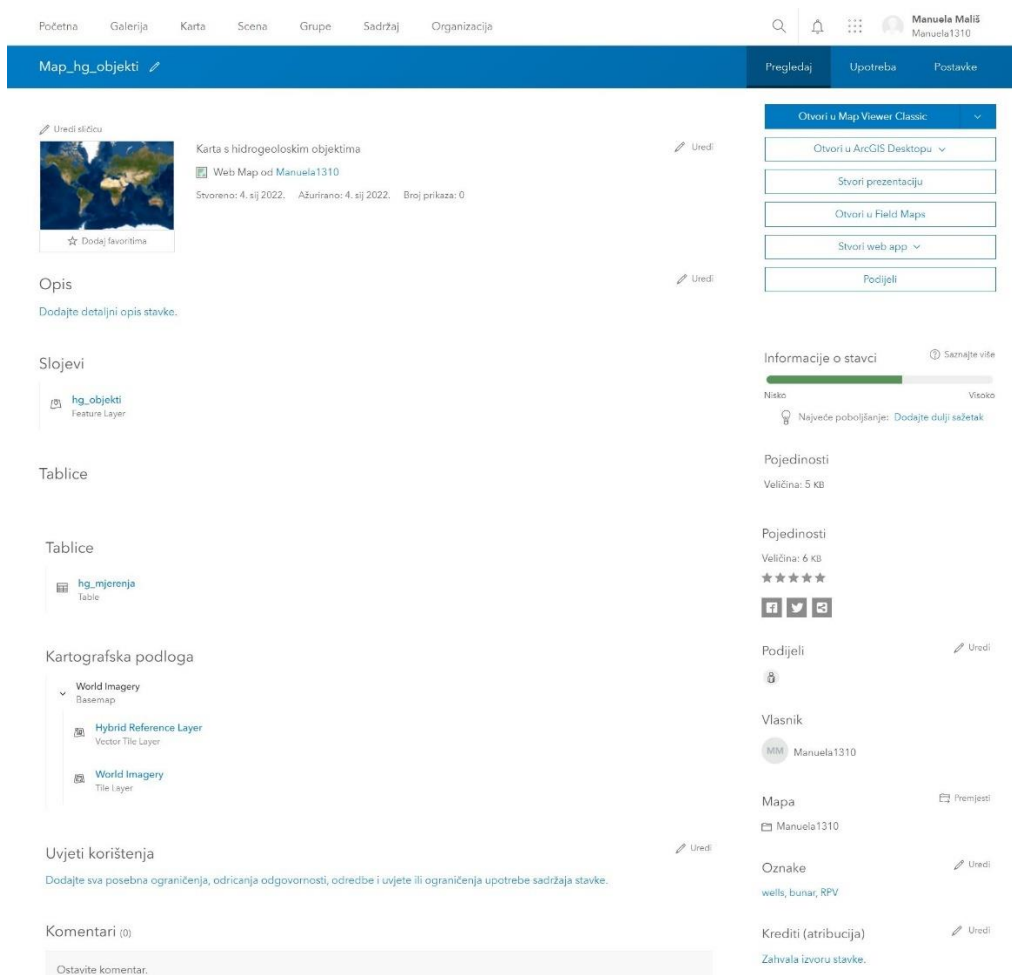 Početna Galerija Karta Scena Grupe Sadržaj Organizacija
Manuela Mališ
Manuela1310
Map_hg_objekti
Pregledaj Upotreba Postavke
Uredi sličicu
Karta s hidrogeoloskim objektima
Uredi
Web Map od Manuela1310
Stvoreno: 4. sij 2022. Ažurirano: 4. sij 2022. Broj prikaza: 0
Dodaj favoritima
Opis
Uredi
Dodajte detaljni opis stavke.
Slojevi
hg_objekti
Feature Layer
Tablice
Tablice
hg_mjerenja
Table
Kartografska podloga
World Imagery
Basemap
Hybrid Reference Layer
Vector Tile Layer
World Imagery
Tile Layer
Uvjeti korištenja
Uredi
Dodajte sva posebna ograničenja, odricanja odgovornosti, odredbe i uvjete ili ograničenja upotrebe sadržaja stavke.
Komentari (0)
Ostavite komentar.
Otvori u Map Viewer Classic
Otvori u ArcGIS Desktopu
Stvori prezentaciju
Otvori u Field Maps
Stvori web app
Podijeli
Informacije o stavci
Saznajte više
Nisko Visoko
Najveće poboljšanje: Dodajte dulji sažetak
Pojedinosti
Veličina: 5 KB
Pojedinosti
Veličina: 6 KB
Podijeli
Uredi
Vlasnik
MM Manuela1310
Mapa
Premjesti
Manuela1310
Oznake
Uredi
wells, bunar, RPV
Krediti (atribucija)
Uredi
Zahvala izvoru stavke.